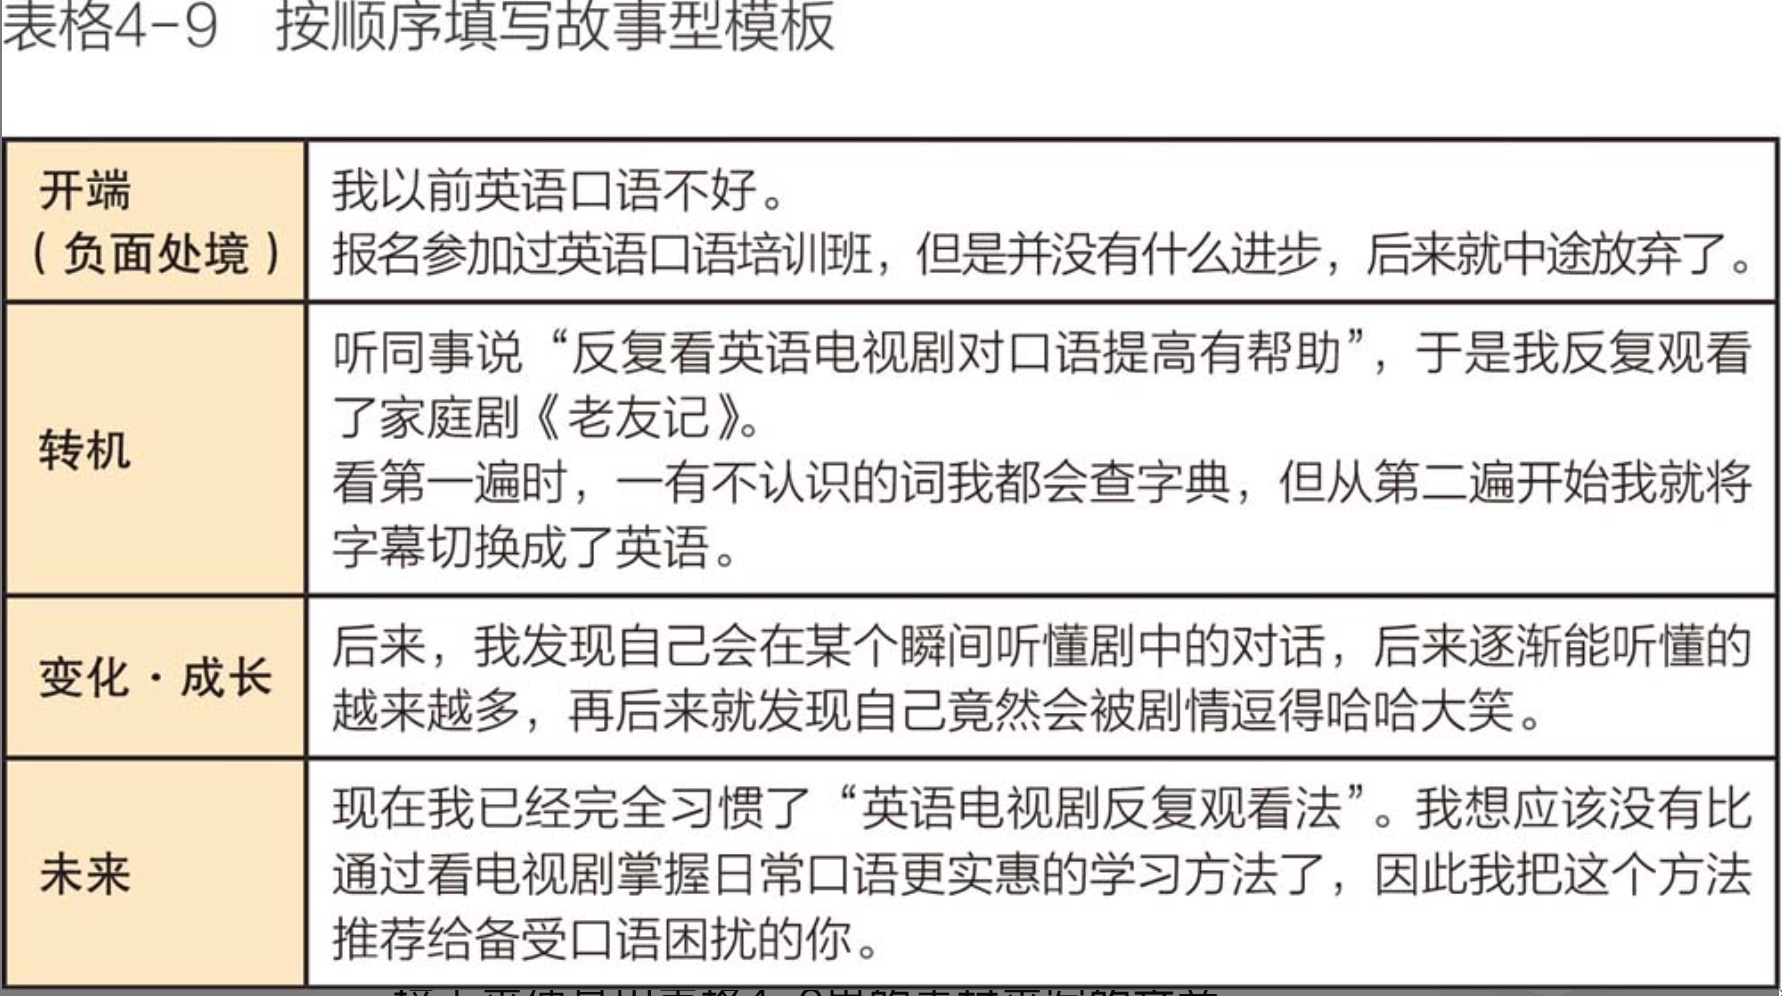 表格4-9 按顺序填写故事型模板
开端
（负面处境）
我以前英语口语不好。
报名参加过英语口语培训班，但是并没有什么进步，后来就中途放弃了。
转机
听同事说“反复看英语电视剧对口语提高有帮助”，于是我反复观看
了家庭剧《老友记》。
看第一遍时，一有不认识的词我都会查字典，但从第二遍开始我就将
字幕切换成了英语。
变化·成长
后来，我发现自己会在某个瞬间听懂剧中的对话，后来逐渐能听懂的
越来越多，再后来就发现自己竟然会被剧情逗得哈哈大笑。
未来
现在我已经完全习惯了“英语电视剧反复观看法”。我想应该没有比
通过看电视剧掌握日常口语更实惠的学习方法了，因此我把这个方法
推荐给备受口语困扰的你。